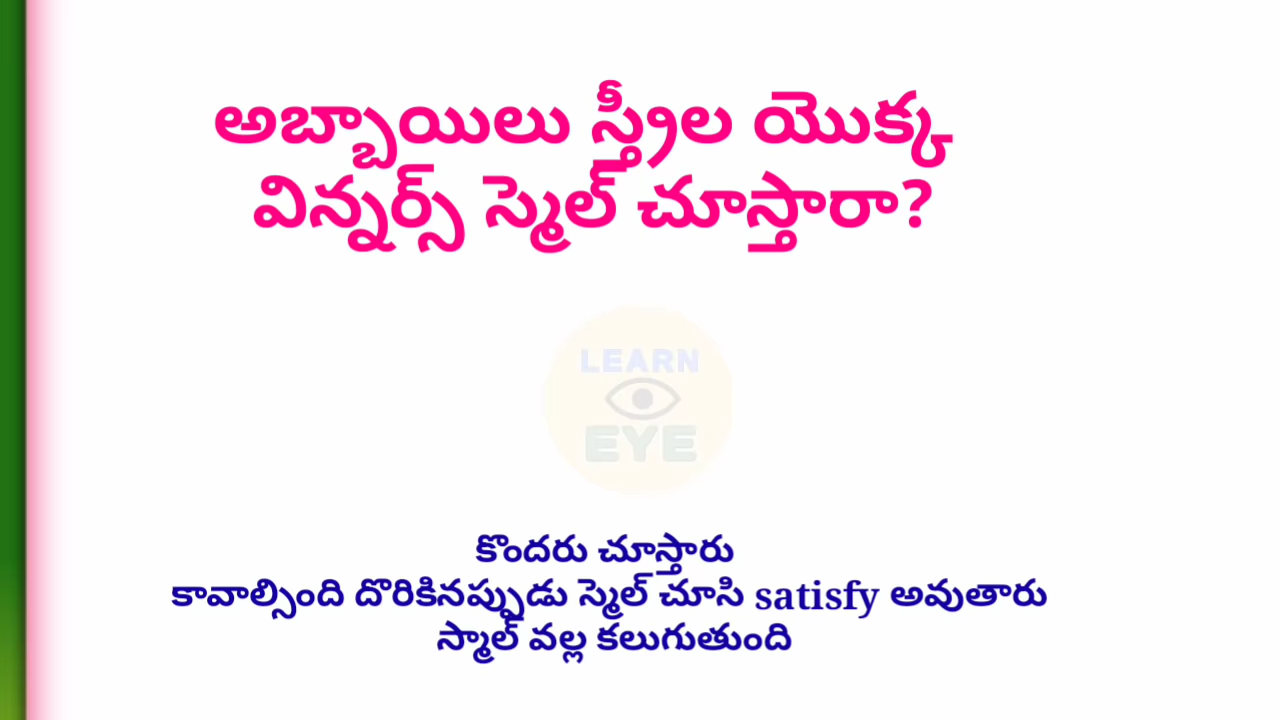 అబ్బాయిలు స్త్రీల యొక్క
విన్నర్స్ స్మెల్ చూస్తారా?
LEARN
EYE
కొందరు చూస్తారు
కావాల్సింది దొరికినప్పుడు స్మెల్ చూసి satisfy అవుతారు
స్మాల్ వల్ల కలుగుతుంది